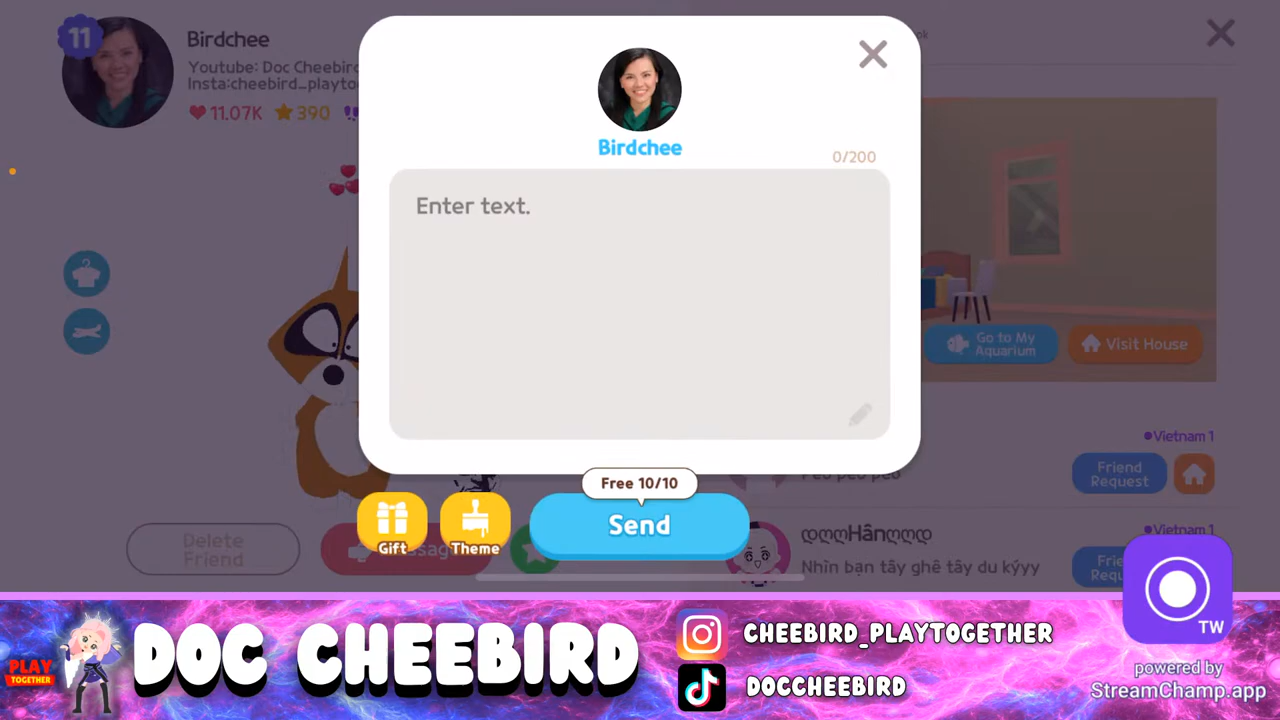 11
Birdchee
Youtube: Doc Cheebird
Insta:cheebird_playto
11.07K
390
Birdchee
0/200
Enter text.
Go to My
Aquarium
Visit House
Vietnam 1
Friend
Request
Free 10/10
Send
Gift
Theme
Delete
Friend
ღღღHânღღღ
Nhìn bạn tây ghê tây du kýyy
Vietnam 1
PLAY
TOGETHER
DOC CHEEBIRD
CHEEBIRD_PLAYTOGETHER
DOCCHEEBIRD
TW
powered by
StreamChamp.app